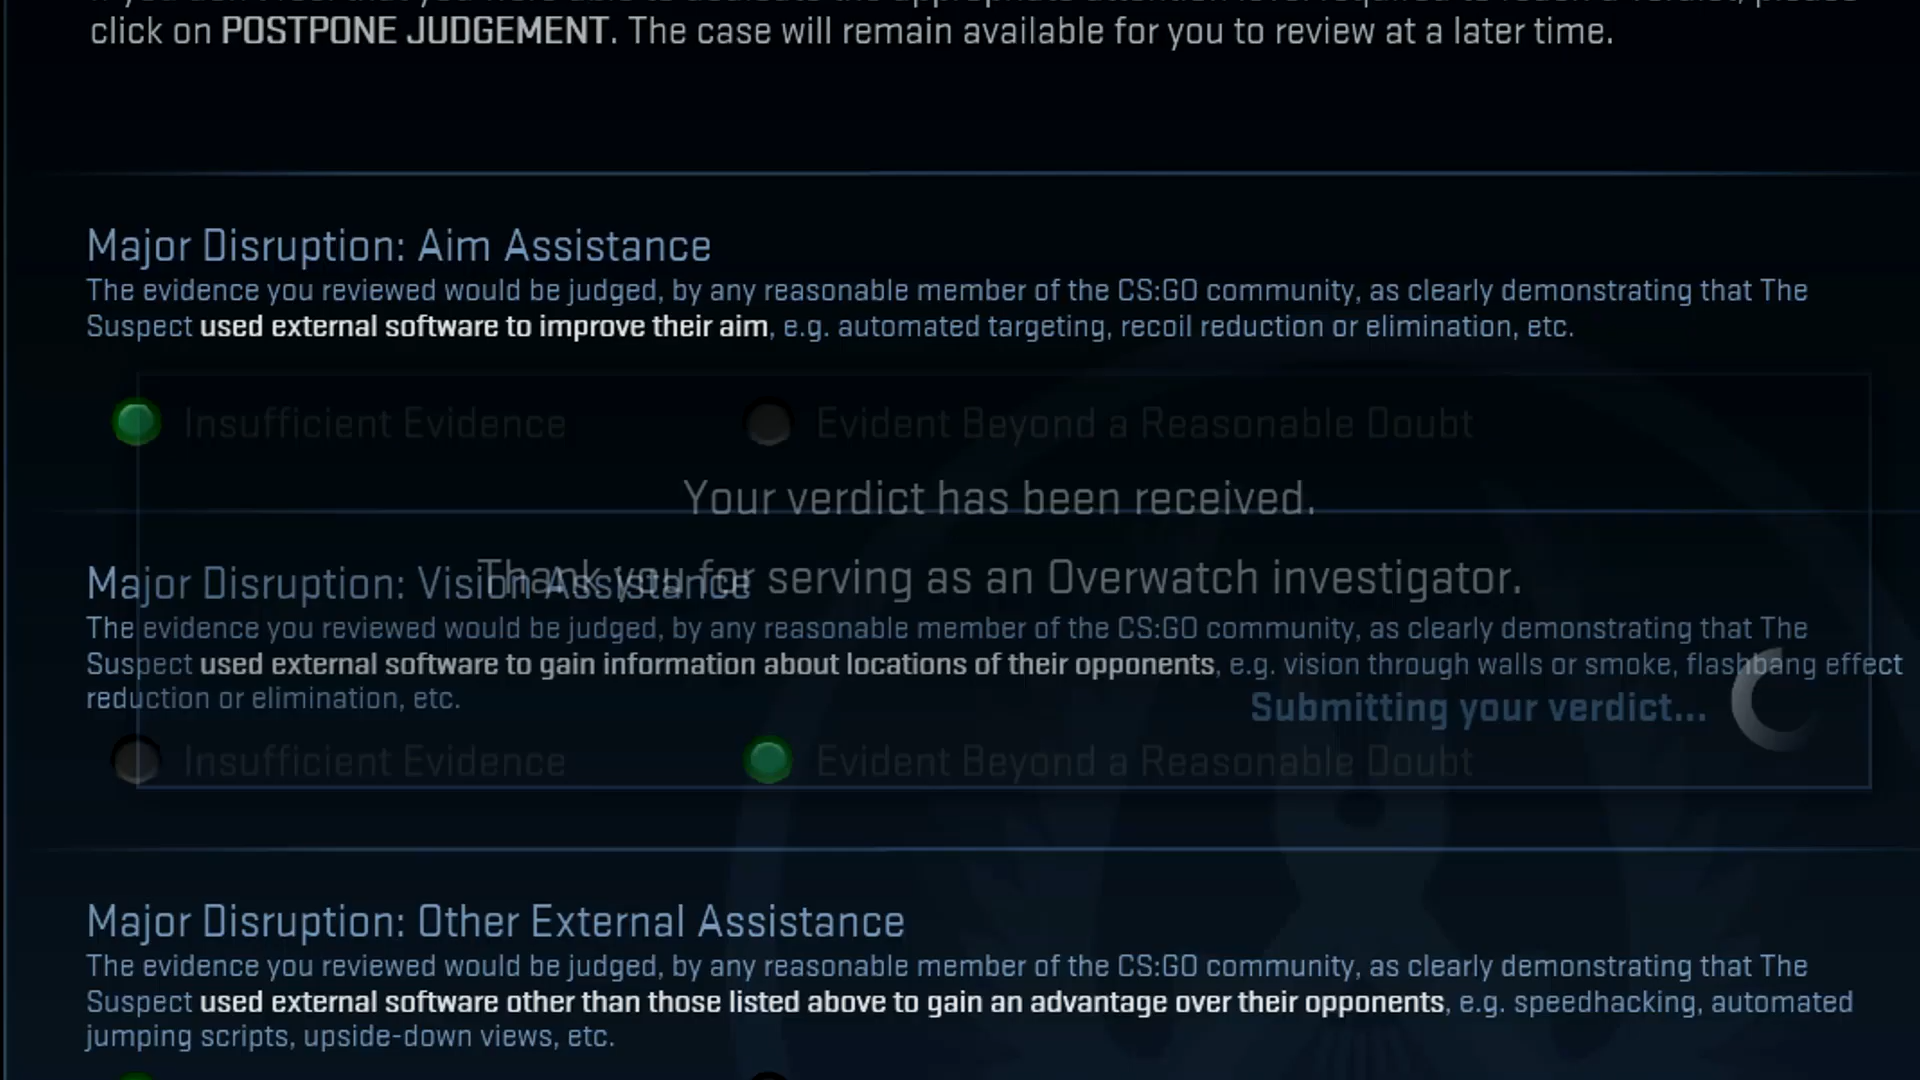 click on POSTPONE JUDGEMENT. The case will remain available for you to review at a later time.
Major Disruption: Aim Assistance
The evidence you reviewed would be judged, by any reasonable member of the CS:GO community, as clearly demonstrating that The
Suspect used external software to improve their aim, e.g. automated targeting, recoil reduction or elimination, etc.
Insufficient Evidence
Evident Beyond a Reasonable Doubt
Your verdict has been received.
Thank you for serving as an Overwatch investigator.
Major Disruption: Vision Assistance
The evidence you reviewed would be judged, by any reasonable member of the CS:GO community, as clearly demonstrating that The
Suspect used external software to gain information about locations of their opponents, e.g. vision through walls or smoke, flashbang effect
reduction or elimination, etc.
Submitting your verdict...
Insufficient Evidence
Evident Beyond a Reasonable Doubt
Major Disruption: Other External Assistance
The evidence you reviewed would be judged, by any reasonable member of the CS:GO community, as clearly demonstrating that The
Suspect used external software other than those listed above to gain an advantage over their opponents, e.g. speedhacking, automated
jumping scripts, upside-down views, etc.